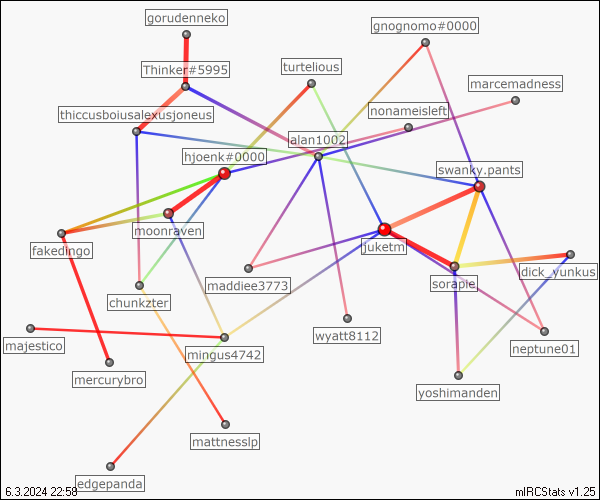 gorudenneko
gnognomo#0000
Thinker#5995
turtelious
marcemadness
nonameisleft
thiccusboiusalexusjoneus
alan1002
hjoenk#0000
swanky.pants
moonraven
fakedingo
juketm
dick_yunkus
maddiee3773
sorapie
chunkzter
wyatt8112
majestico
mingus4742
neptune01
mercurybro
yoshimanden
mattnesslp
edgepanda
6.3.2024 22:58
mIRCStats v1.25